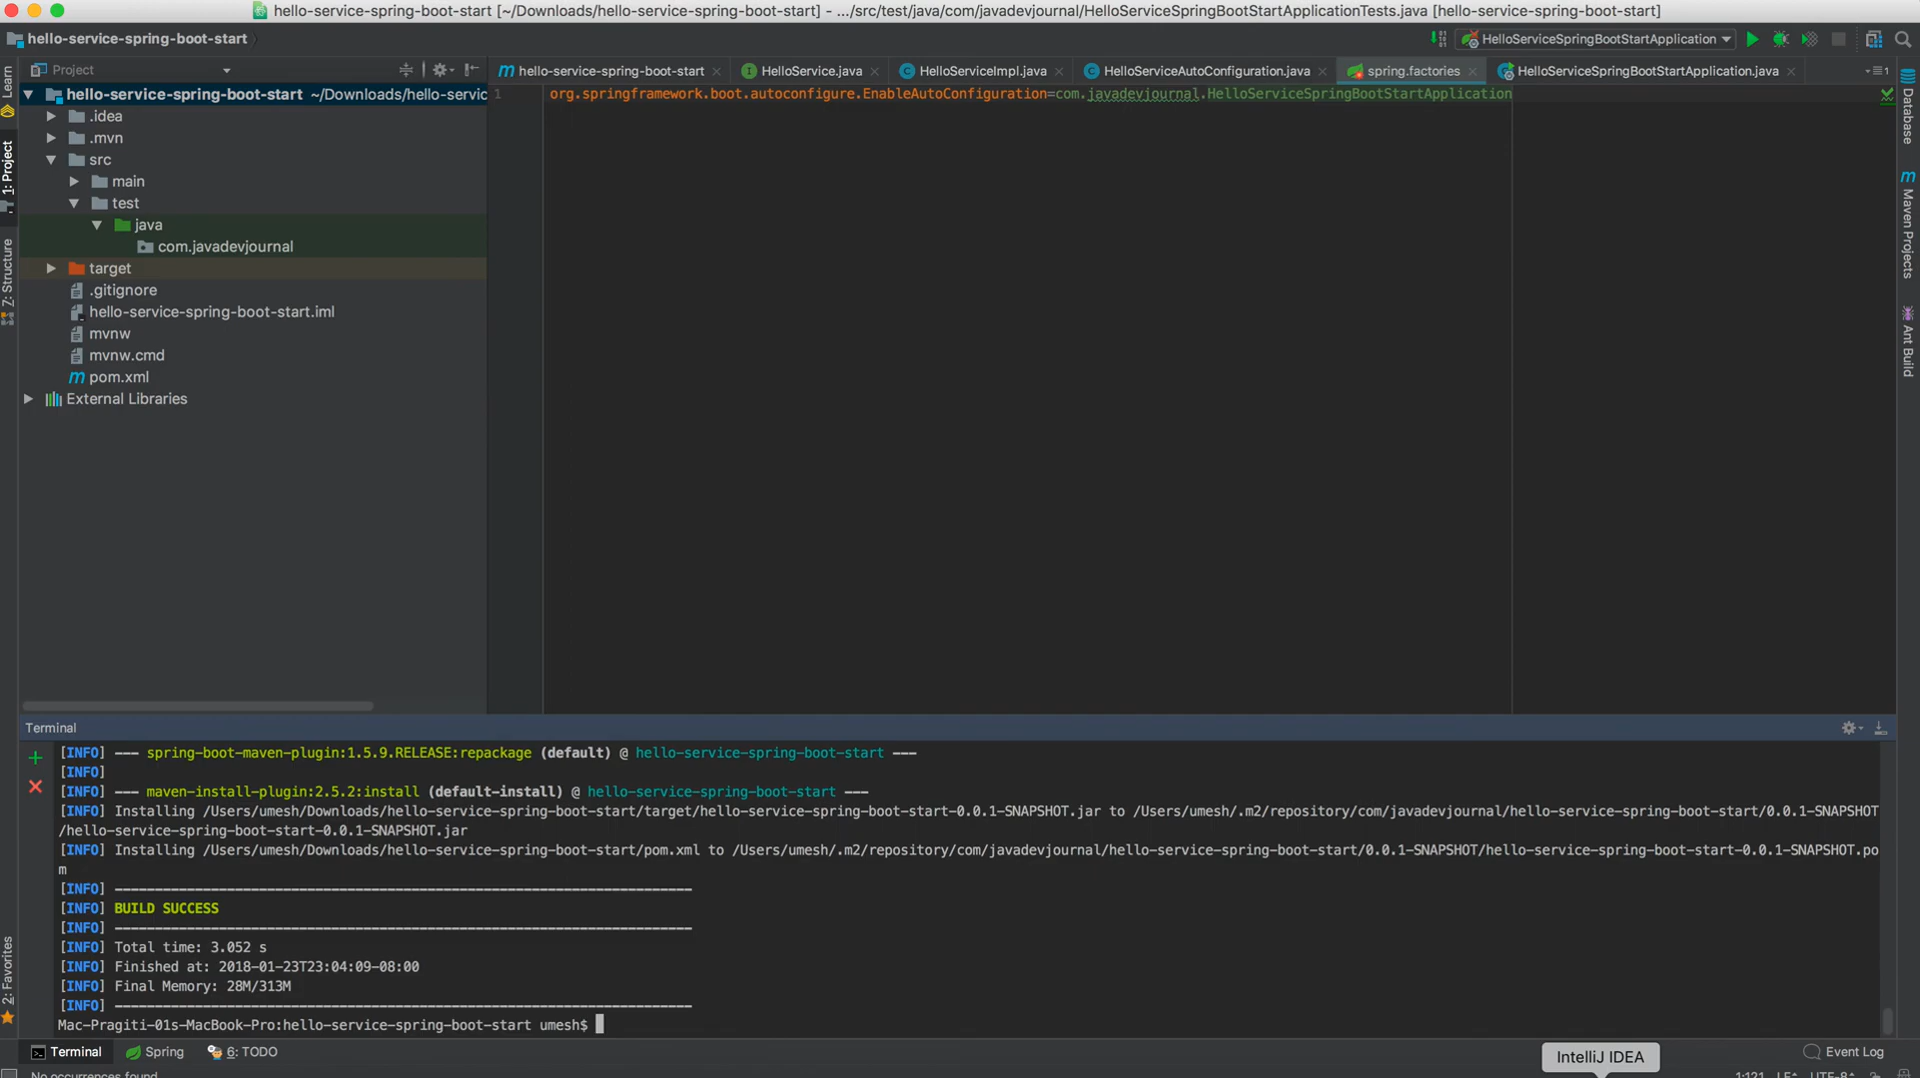 hello-service-spring-boot-start [~/Downloads/hello-service-spring-boot-start] - .../src/test/java/com/javadevjournal/HelloServiceSpringBootStartApplicationTests.java [hello-service-spring-boot-start]
hello-service-spring-boot-start
HelloServiceSpringBootStartApplication
Learn
Project
hello-service-spring-boot-start
HelloService.java
HelloServiceImpl.java
HelloServiceAutoConfiguration.java
spring.factories
HelloServiceSpringBootStartApplication.java
1
hello-service-spring-boot-start ~/Downloads/hello-servic
1 org.springframework.boot.autoconfigure.EnableAutoConfiguration=com.javadevjournal.HelloServiceSpringBootStartApplication
.idea
.mvn
src
main
test
java
com.javadevjournal
target
.gitignore
hello-service-spring-boot-start.iml
mvnw
mvnw.cmd
pom.xml
External Libraries
1: Project
7: Structure
2: Favorites
Database
Maven Projects
Ant Build
Terminal
[INFO] --- spring-boot-maven-plugin:1.5.9.RELEASE:repackage (default) @ hello-service-spring-boot-start ---
[INFO]
[INFO] --- maven-install-plugin:2.5.2:install (default-install) @ hello-service-spring-boot-start ---
[INFO] Installing /Users/umesh/Downloads/hello-service-spring-boot-start/target/hello-service-spring-boot-start-0.0.1-SNAPSHOT.jar to /Users/umesh/.m2/repository/com/javadevjournal/hello-service-spring-boot-start/0.0.1-SNAPSHOT
/hello-service-spring-boot-start-0.0.1-SNAPSHOT.jar
[INFO] Installing /Users/umesh/Downloads/hello-service-spring-boot-start/pom.xml to /Users/umesh/.m2/repository/com/javadevjournal/hello-service-spring-boot-start/0.0.1-SNAPSHOT/hello-service-spring-boot-start-0.0.1-SNAPSHOT.po
m
[INFO] ------------------------------------------------------------------------
[INFO] BUILD SUCCESS
[INFO] ------------------------------------------------------------------------
[INFO] Total time: 3.052 s
[INFO] Finished at: 2018-01-23T23:04:09-08:00
[INFO] Final Memory: 28M/313M
[INFO] ------------------------------------------------------------------------
Mac-Pragiti-01s-MacBook-Pro:hello-service-spring-boot-start umesh$
Terminal
Spring
6: TODO
IntelliJ IDEA
Event Log
No occurrences found
1:121 LF UTF-8